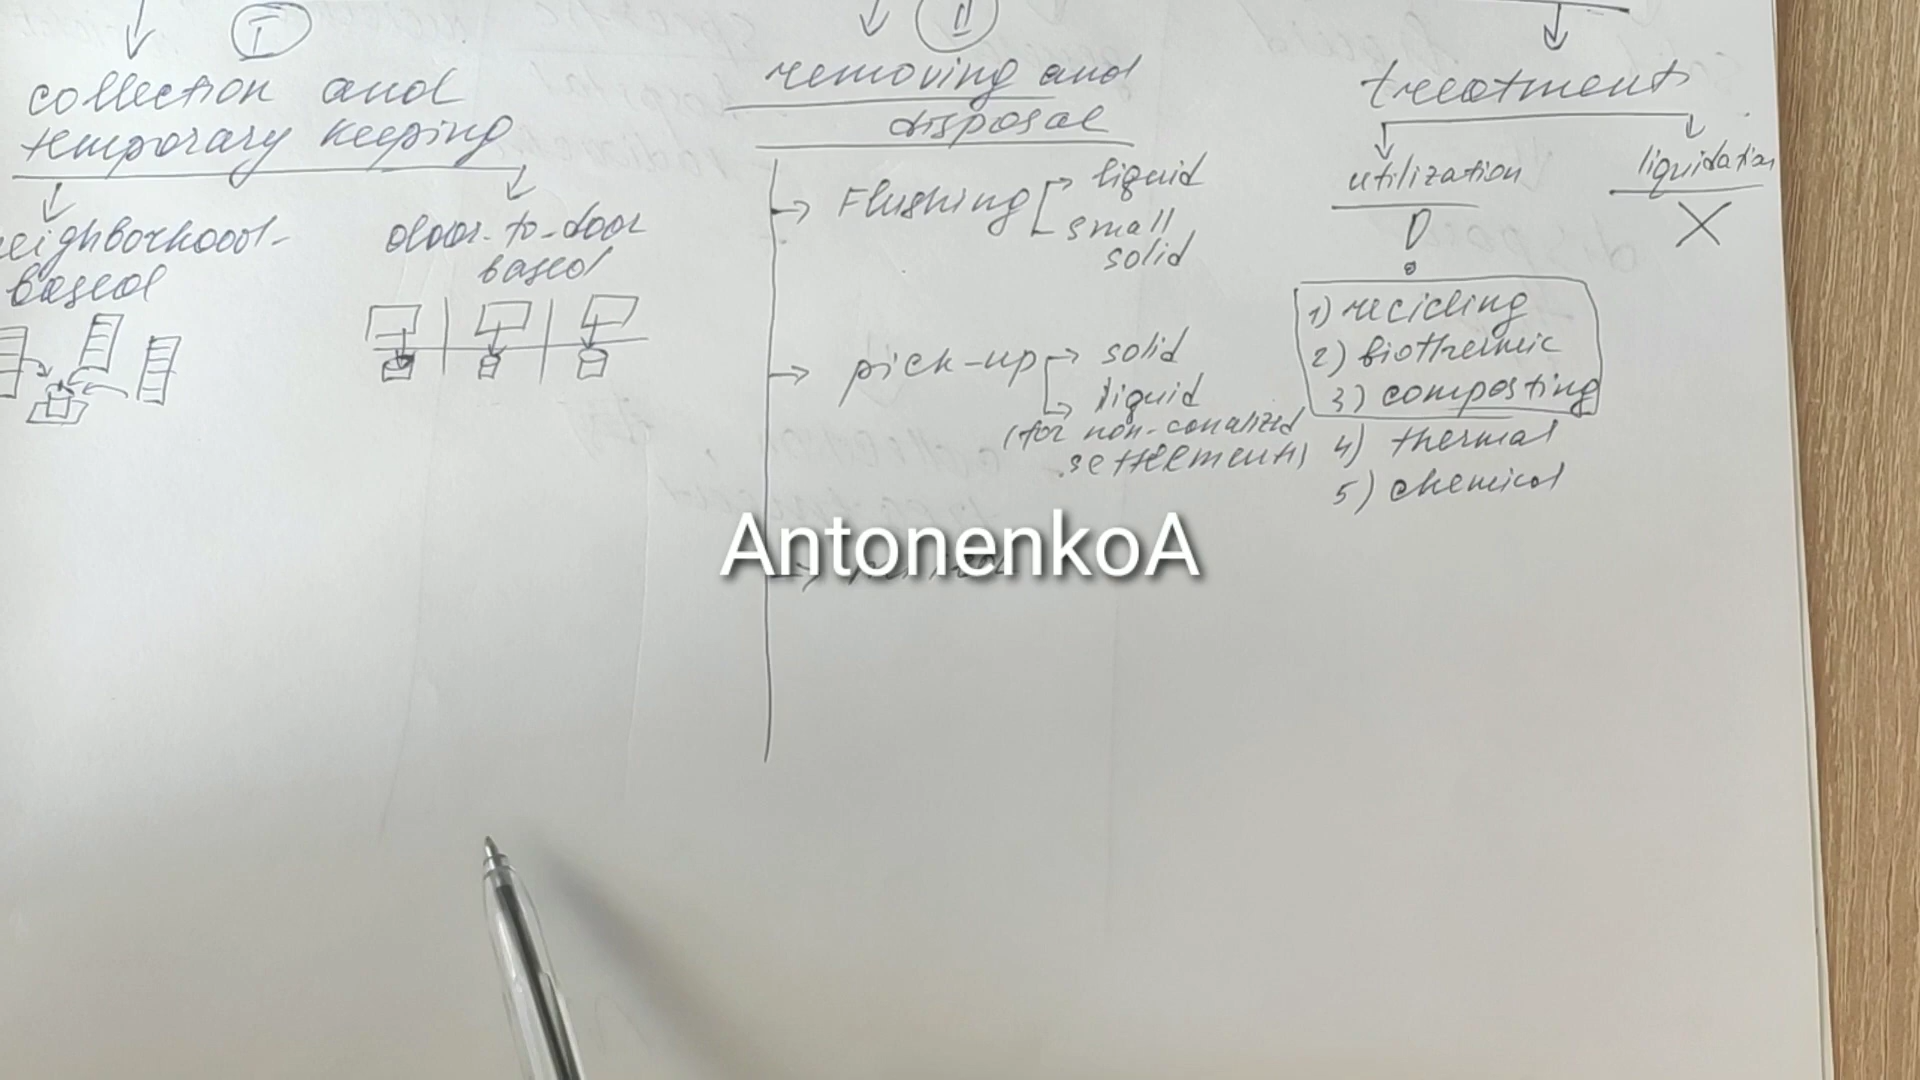 I
collection and
temporary keeping
neighborhood-
based
door-to-door
based
II
removing and
disposal
Flushing
liquid
small
solid
pick-up
solid
liquid
(for non-conalized
settlements)
treatment
utilization
liquidation
1) recicling
2) biothermic
3) composting
4) thermal
5) chemical
AntonenkoA